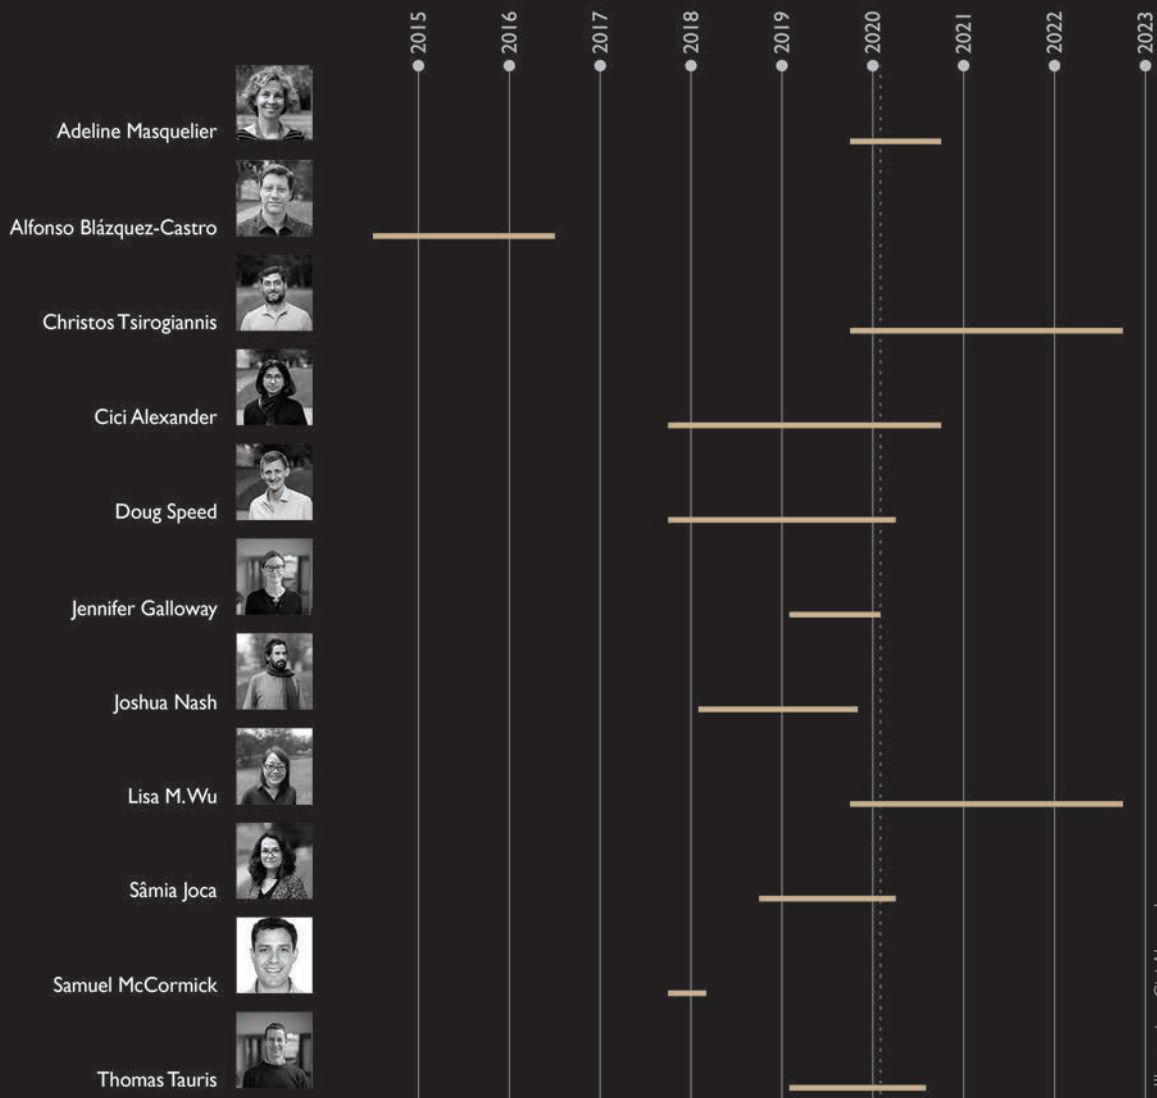 2015
2016
2017
2018
2019
2020
2021
2022
2023
Adeline Masquelier
Alfonso Blázquez-Castro
Christos Tsirogiannis
Cici Alexander
Doug Speed
Jennifer Galloway
Joshua Nash
Lisa M. Wu
Sâmia Joca
Samuel McCormick
Thomas Tauris